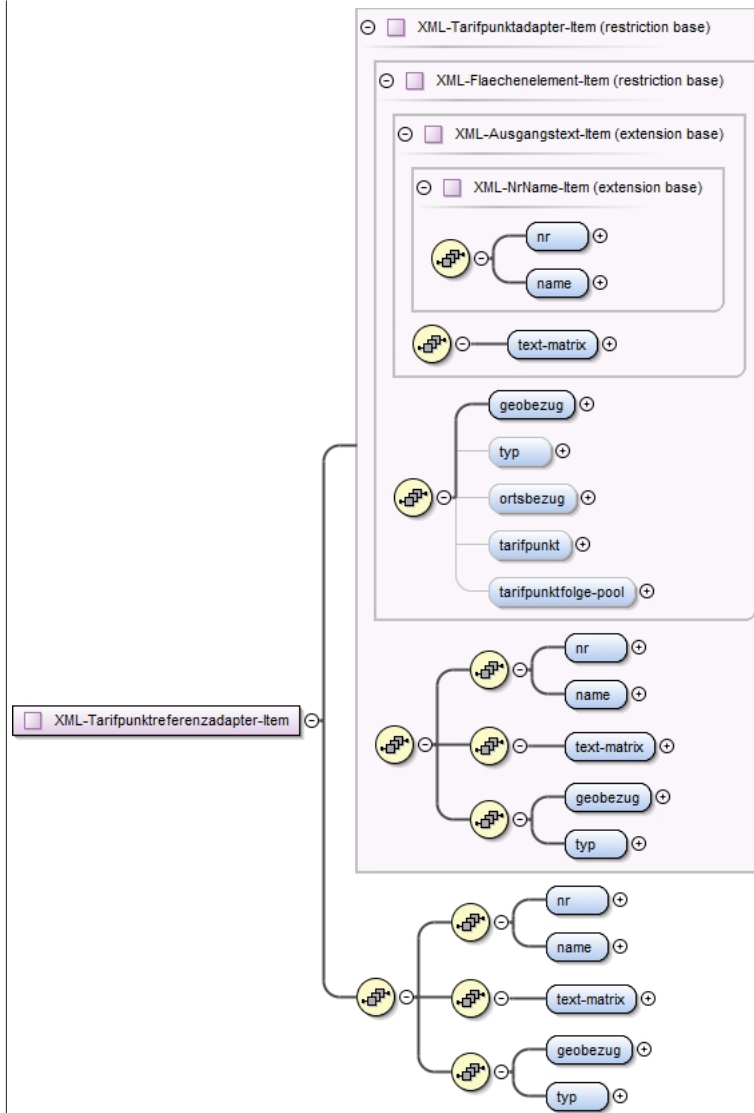 XML-Tarifpunktadapter-Item (restriction base)
XML-Flaechenelement-Item (restriction base)
XML-Ausgangstext-Item (extension base)
XML-NrName-Item (extension base)
nr
name
text-matrix
geobezug
typ
ortsbezug
tarifpunkt
tarifpunktfolge-pool
nr
name
XML-Tarifpunktreferenzadapter-Item
text-matrix
geobezug
typ
nr
name
text-matrix
geobezug
typ